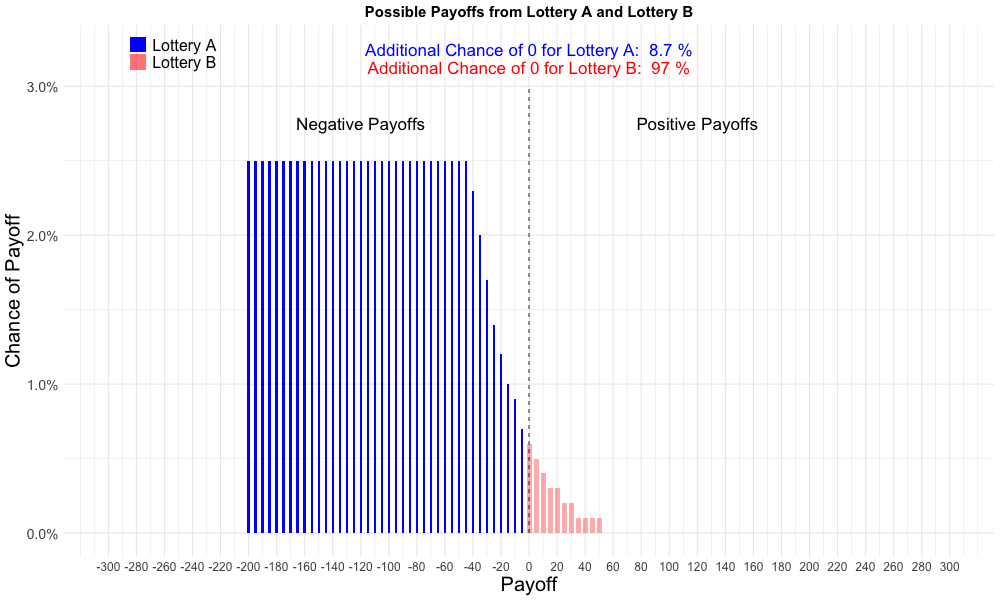 Possible Payoffs from Lottery A and Lottery B
Lottery A
Lottery B
Additional Chance of 0 for Lottery A: 8.7 %
Additional Chance of 0 for Lottery B: 97 %
Negative Payoffs
Positive Payoffs
Chance of Payoff
3.0%
2.0%
1.0%
0.0%
-300 -280 -260 -240 -220 -200 -180 -160 -140 -120 -100 -80 -60 -40 -20 0 20 40 60 80 100 120 140 160 180 200 220 240 260 280 300
Payoff